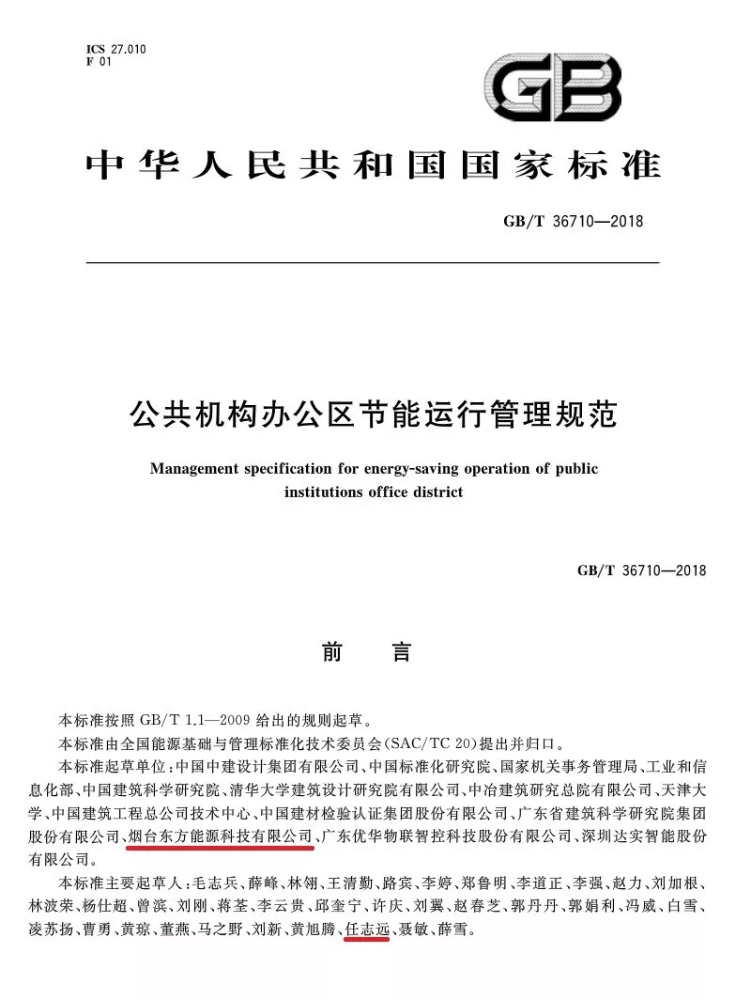 ICS 27.010
F 01
GB
中华人民共和国国家标准
GB/T 36710—2018
公共机构办公区节能运行管理规范
Management specification for energy-saving operation of public
institutions office district
GB/T 36710—2018
前 言
本标准按照 GB/T 1.1—2009 给出的规则起草。
本标准由全国能源基础与管理标准化技术委员会(SAC/TC 20)提出并归口。
本标准起草单位:中国中建设计集团有限公司、中国标准化研究院、国家机关事务管理局、工业和信
息化部、中国建筑科学研究院、清华大学建筑设计研究院有限公司、中冶建筑研究总院有限公司、天津大
学、中国建筑工程总公司技术中心、中国建材检验认证集团股份有限公司、广东省建筑科学研究院集团
股份有限公司、烟台东方能源科技有限公司、广东优华物联智控科技股份有限公司、深圳达实智能股份
有限公司。
本标准主要起草人:毛志兵、薛峰、林翎、王清勤、路宾、李婷、郑鲁明、李道正、李强、赵力、刘加根、
林波荣、杨仕超、曾滨、刘刚、蒋荃、李云贵、邱奎宁、许庆、刘翼、赵春芝、郭丹丹、郭娟利、冯威、白雪、
凌苏扬、曹勇、黄琼、董燕、马之野、刘新、黄旭腾、任志远、聂敏、薛雪。